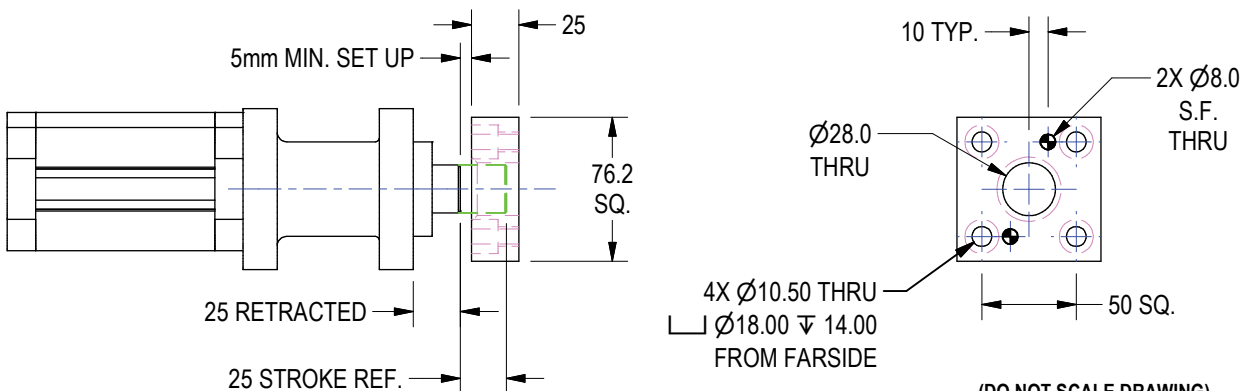 25
5mm MIN. SET UP
76.2
SQ.
25 RETRACTED
25 STROKE REF.
10 TYP.
2X Ø8.0
S.F.
THRU
Ø28.0
THRU
4X Ø10.50 THRU
⌴ Ø18.00 ↧ 14.00
FROM FARSIDE
50 SQ.
(DO NOT SCALE DRAWING)